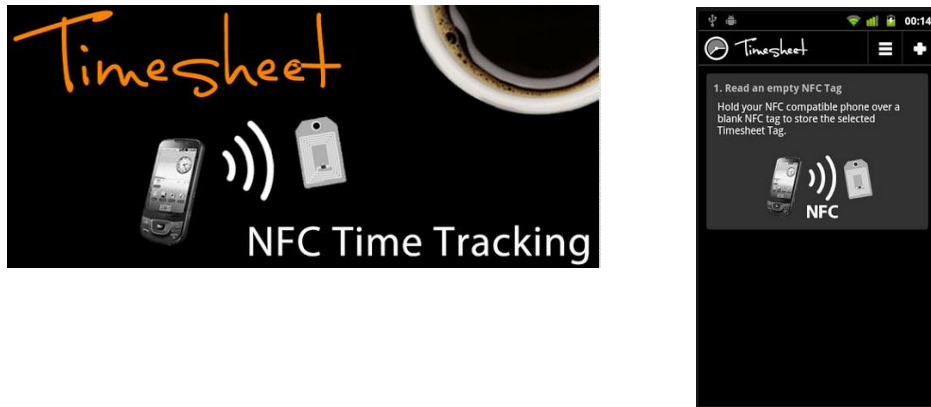 Timesheet
NFC Time Tracking
00:14
Timesheet
1. Read an empty NFC Tag
Hold your NFC compatible phone over a
blank NFC tag to store the selected
Timesheet Tag.
NFC